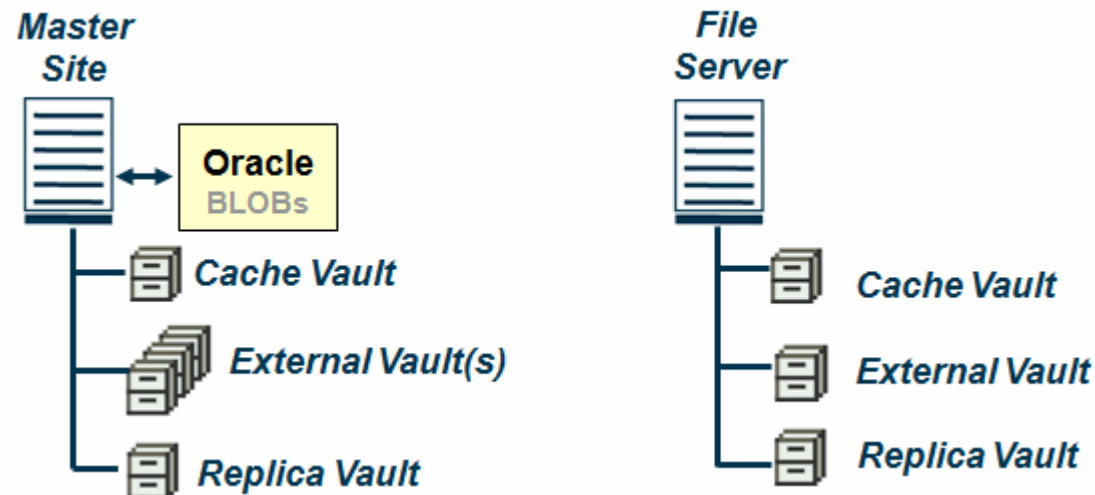 Master
Site
Oracle
BLOBs
Cache Vault
External Vault(s)
Replica Vault
File
Server
Cache Vault
External Vault
Replica Vault